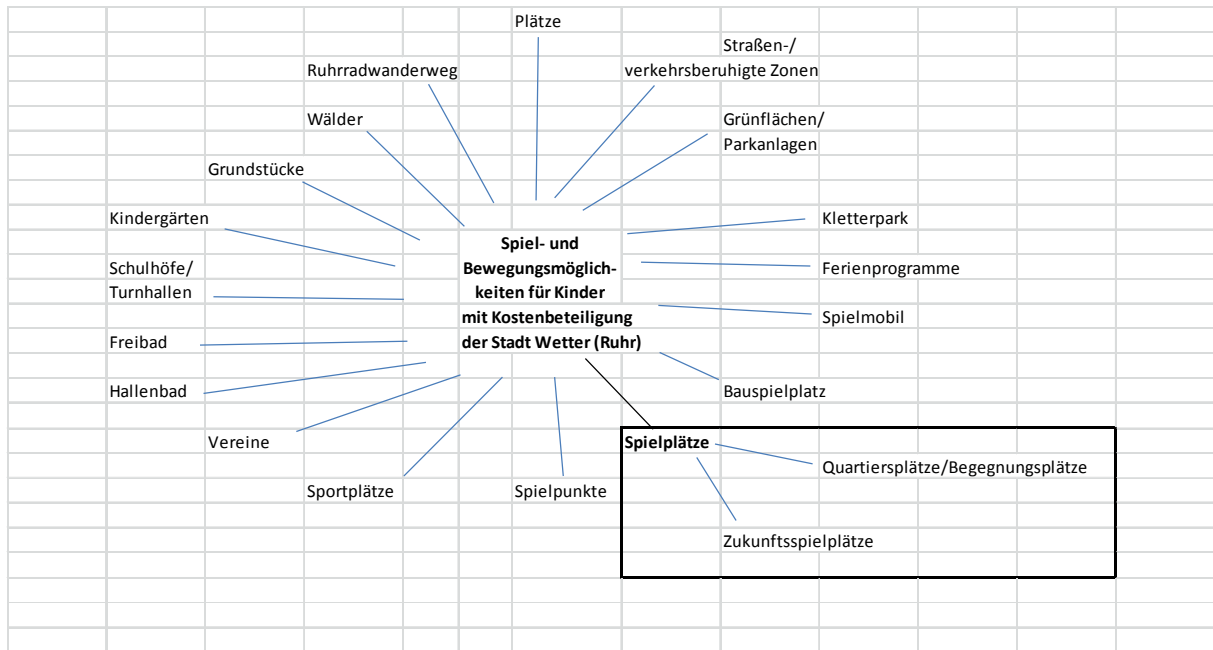 Plätze
Straßen-/
verkehrsberuhigte Zonen
Ruhrradwanderweg
Wälder
Grünflächen/
Parkanlagen
Grundstücke
Kindergärten
Kletterpark
Spiel- und
Bewegungsmöglich-
keiten für Kinder
mit Kostenbeteiligung
der Stadt Wetter (Ruhr)
Schulhöfe/
Turnhallen
Ferienprogramme
Spielmobil
Freibad
Hallenbad
Bauspielplatz
Vereine
Spielplätze
Quartiersplätze/Begegnungsplätze
Sportplätze
Spielpunkte
Zukunftsspielplätze